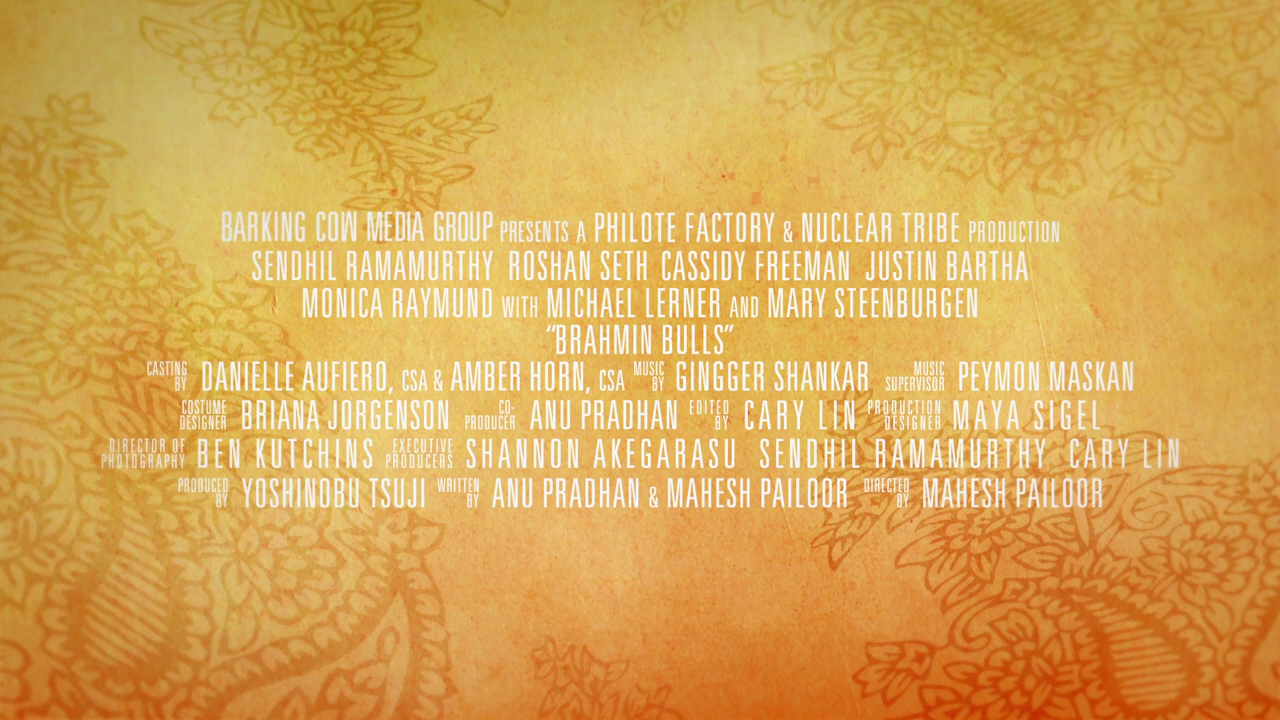 BARKING COW MEDIA GROUP PRESENTS A PHILOTE FACTORY & NUCLEAR TRIBE PRODUCTION
SENDHIL RAMAMURTHY ROSHAN SETH CASSIDY FREEMAN JUSTIN BARTHA
MONICA RAYMUND WITH MICHAEL LERNER AND MARY STEENBURGEN
“BRAHMIN BULLS”
CASTING BY DANIELLE AUFIERO, CSA & AMBER HORN, CSA MUSIC BY GINGGER SHANKAR MUSIC SUPERVISOR PEYMON MASKAN
COSTUME DESIGNER BRIANA JORGENSON CO-PRODUCER ANU PRADHAN EDITED BY CARY LIN PRODUCTION DESIGNER MAYA SIGEL
DIRECTOR OF PHOTOGRAPHY BEN KUTCHINS EXECUTIVE PRODUCERS SHANNON AKEGARASU SENDHIL RAMAMURTHY CARY LIN
PRODUCED BY YOSHINOBU TSUJI WRITTEN BY ANU PRADHAN & MAHESH PAILOOR DIRECTED BY MAHESH PAILOOR